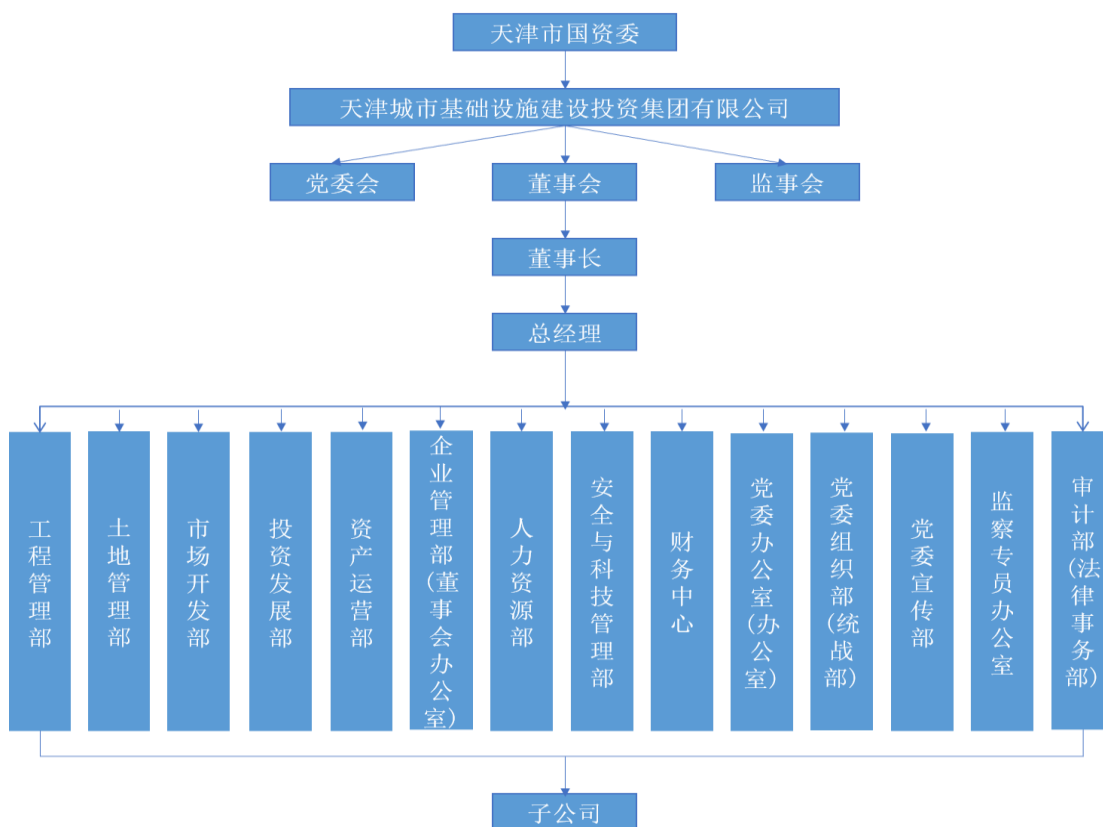 天津市国资委
天津城市基础设施建设投资集团有限公司
党委会
董事会
监事会
董事长
总经理
工程管理部
土地管理部
市场开发部
投资发展部
资产运营部
企业管理部(董事会办公室)
人力资源部
安全与科技管理部
财务中心
党委办公室(办公室)
党委组织部(统战部)
党委宣传部
监察专员办公室
审计部(法律事务部)
子公司